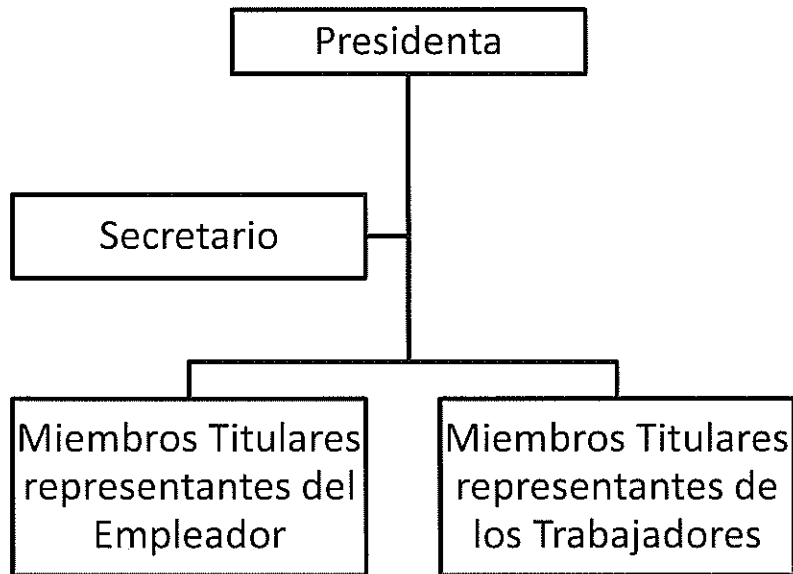 Presidenta
Secretario
Miembros Titulares
representantes del
Empleador
Miembros Titulares
representantes de
los Trabajadores